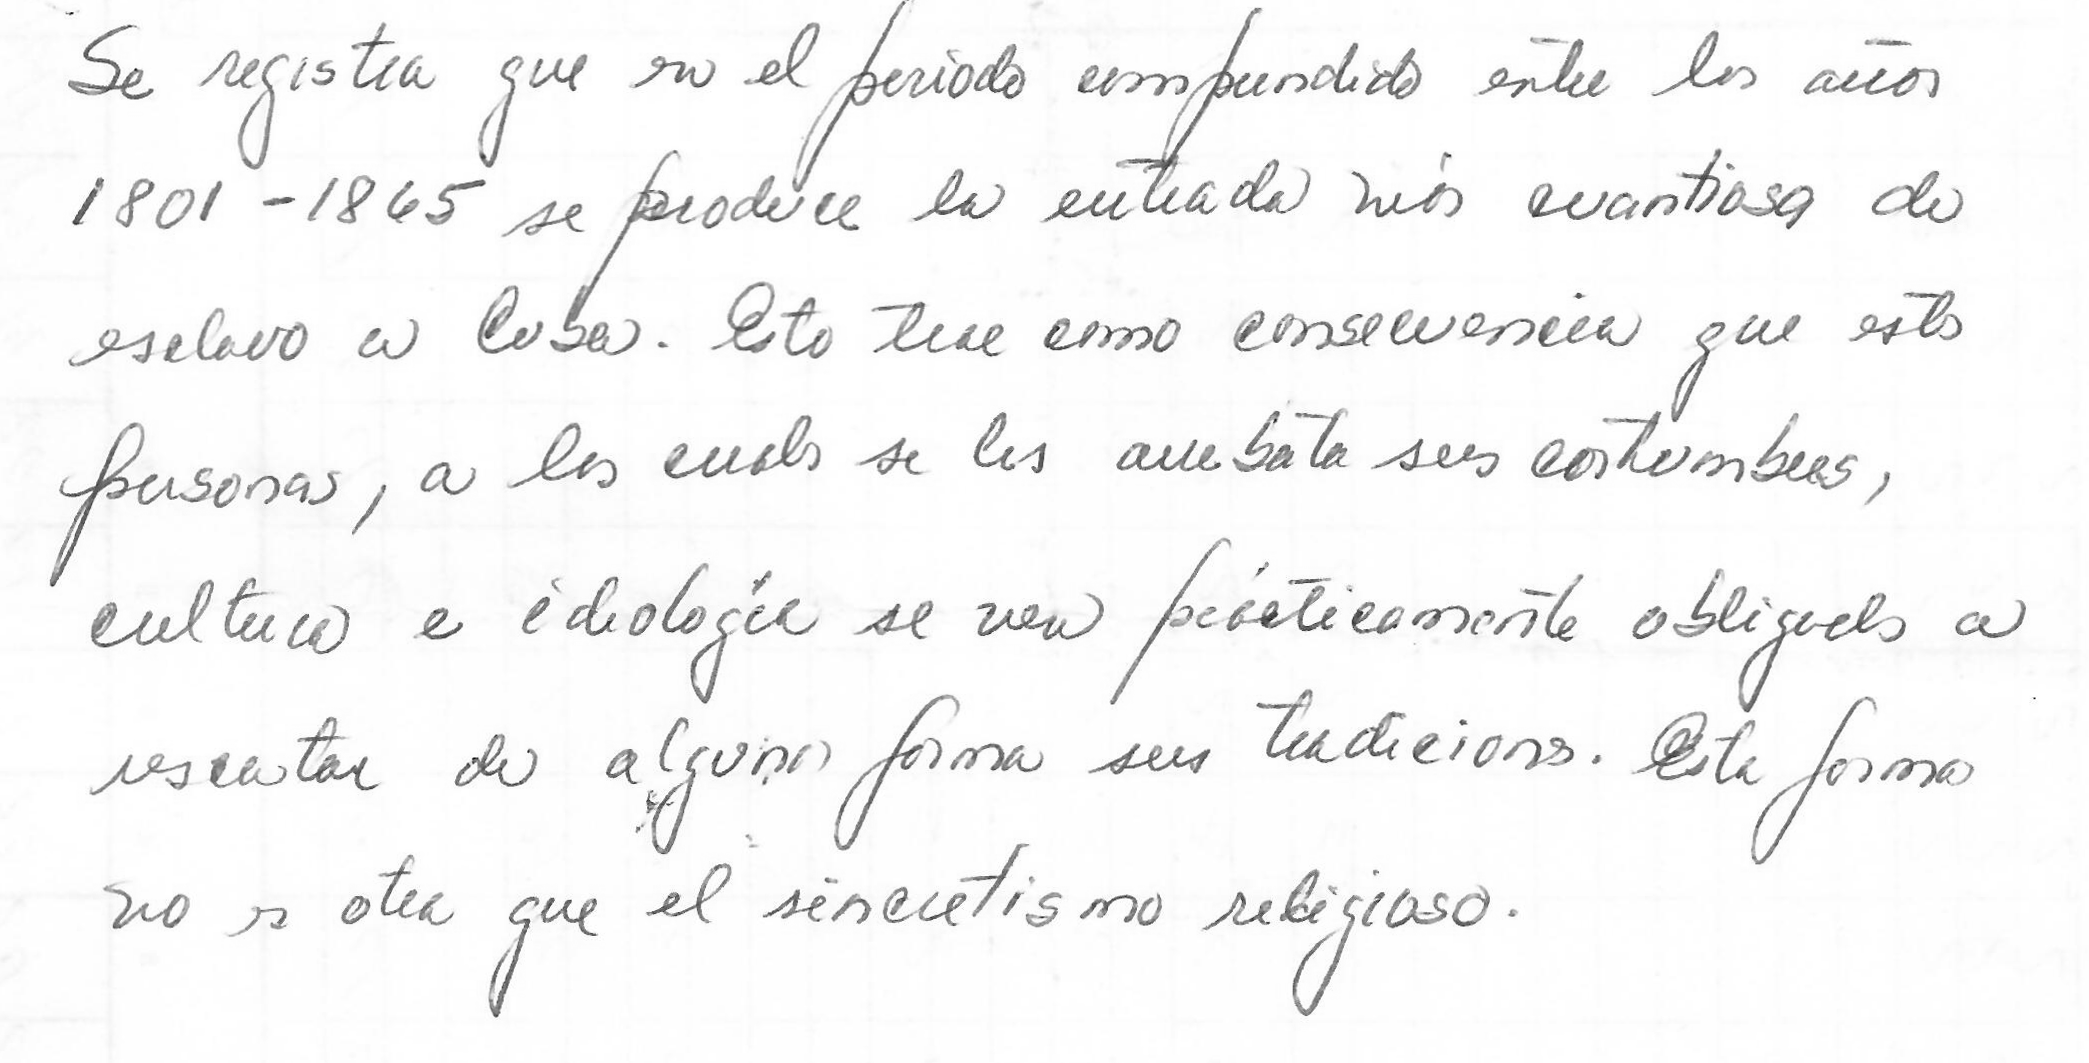 Se registra que en el periodo comprendido entre los años
1801-1865 se produce la entrada más cuantiosa de
esclavo a Cuba. Esto trae como consecuencia que estos
personas, a los cuales se les arrebata sus costumbres,
cultura e ideología se ven prácticamente obligados a
rescatar de alguna forma sus tradiciones. Esta forma
no es otra que el sincretismo religioso.